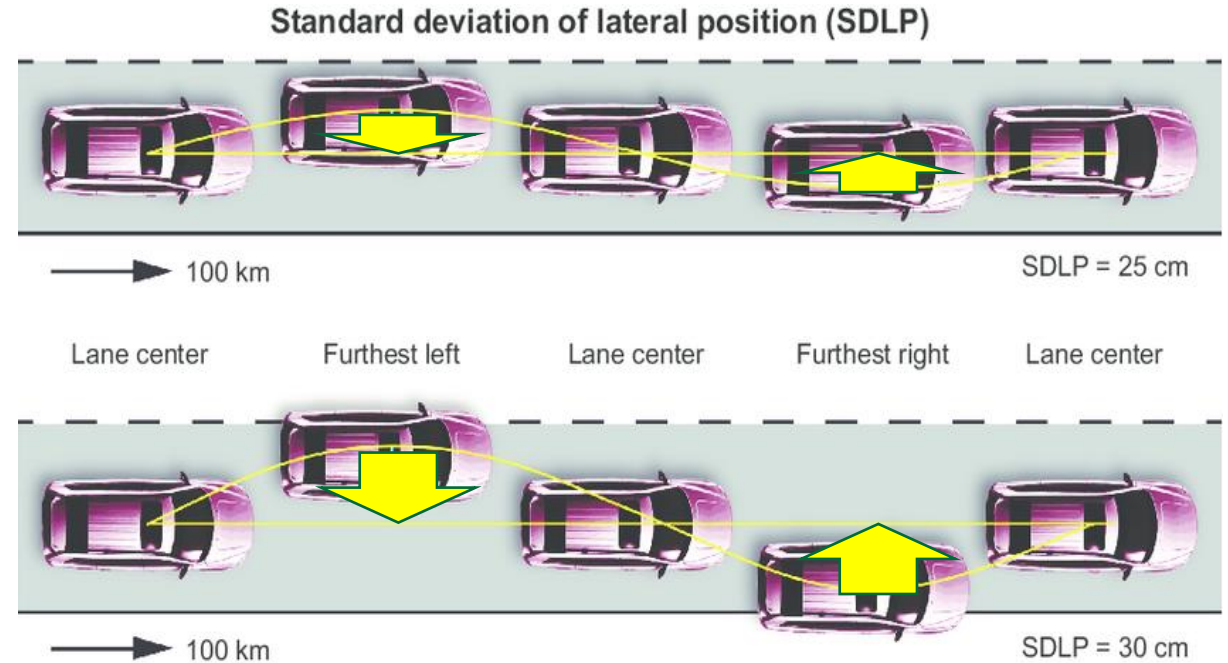 Standard deviation of lateral position (SDLP)
100 km
SDLP = 25 cm
Lane center
Furthest left
Lane center
Furthest right
Lane center
100 km
SDLP = 30 cm